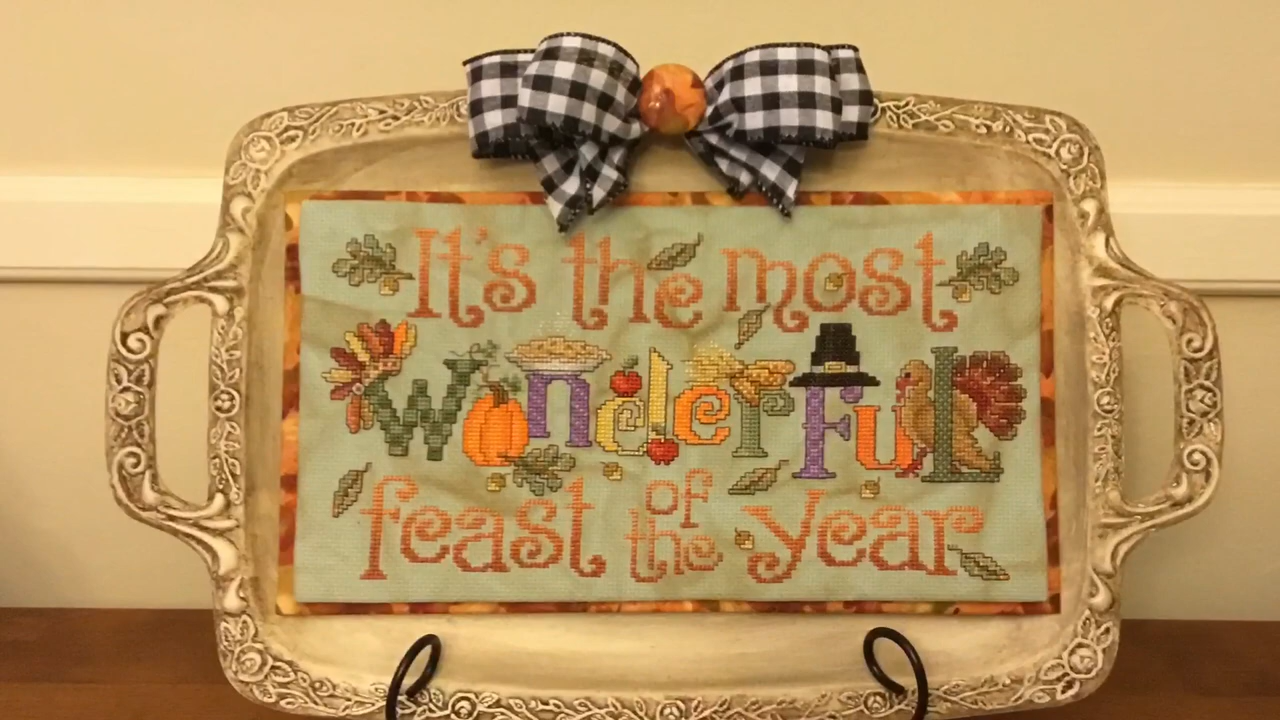 It's the most
wonderful
feast of the year